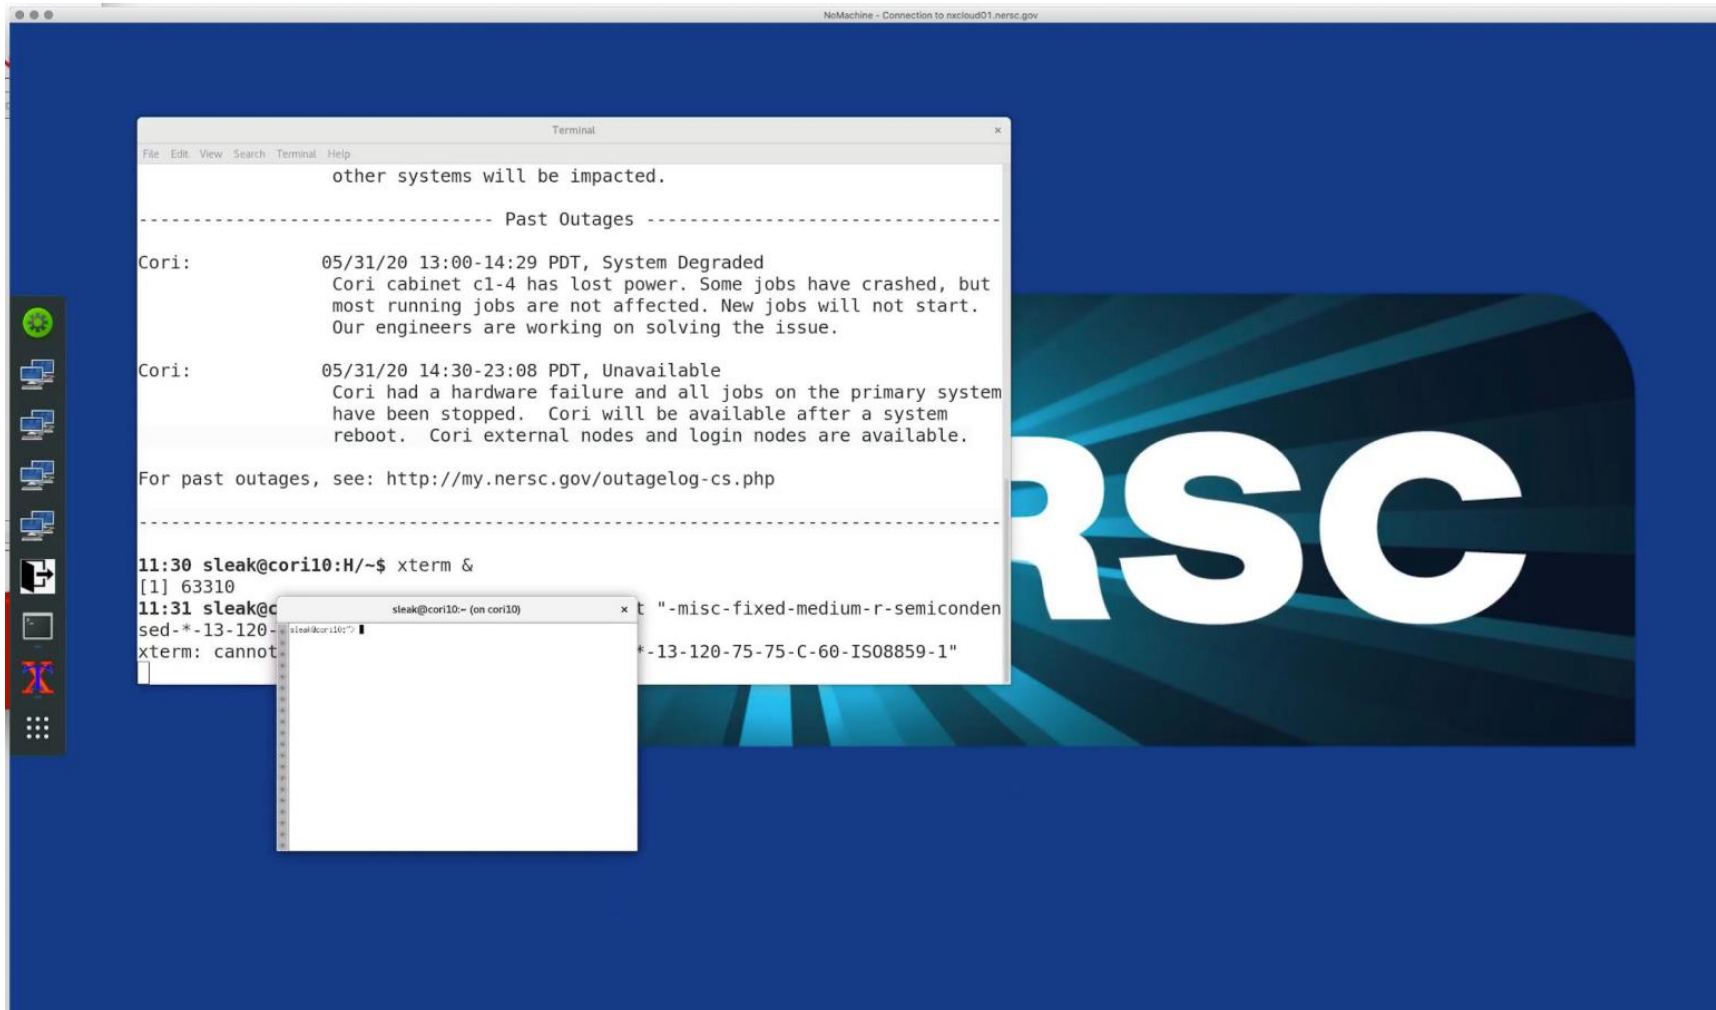 NoMachine - Connection to nxcloud01.nersc.gov
Terminal
File Edit View Search Terminal Help
other systems will be impacted.
--------------------------------- Past Outages ---------------------------------
Cori: 05/31/20 13:00-14:29 PDT, System Degraded
Cori cabinet c1-4 has lost power. Some jobs have crashed, but
most running jobs are not affected. New jobs will not start.
Our engineers are working on solving the issue.
Cori: 05/31/20 14:30-23:08 PDT, Unavailable
Cori had a hardware failure and all jobs on the primary system
have been stopped. Cori will be available after a system
reboot. Cori external nodes and login nodes are available.
For past outages, see: http://my.nersc.gov/outagelog-cs.php
--------------------------------------------------------------------------------
11:30 sleak@cori10:H/~$ xterm &
[1] 63310
11:31 sleak@c t "-misc-fixed-medium-r-semiconden
sed-*-13-120-
xterm: cannot *-13-120-75-75-C-60-ISO8859-1"
sleak@cori10:~ (on cori10)
sleak@cori10:~>
RSC